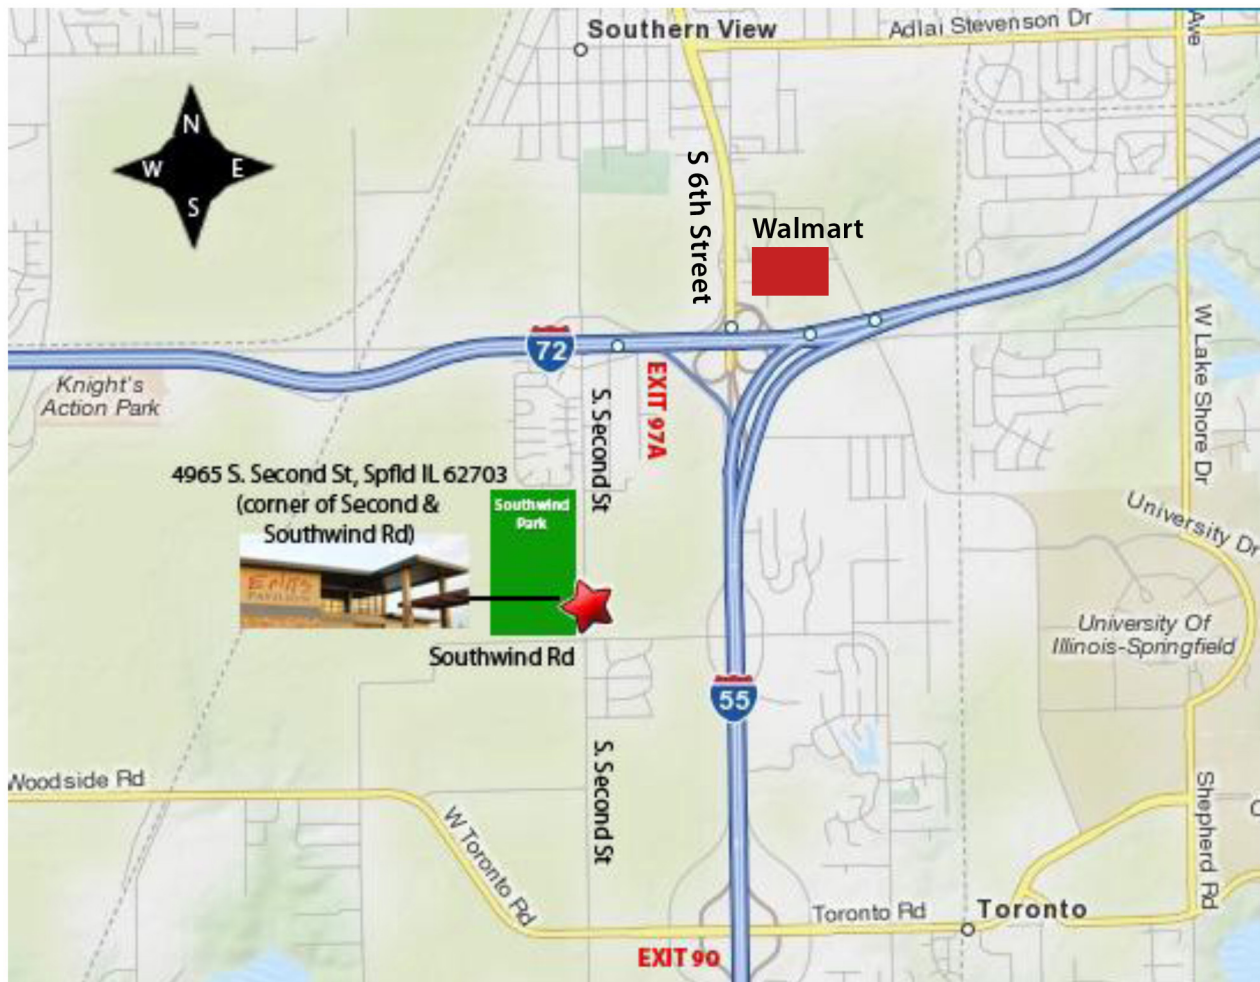 Southern View
Adlai Stevenson Dr
Ave
N
W
E
S
S 6th Street
Walmart
72
Knight's
Action Park
EXIT 97A
S. Second St
W Lake Shore Dr
4965 S. Second St, Spfld IL 62703
(corner of Second &
Southwind Rd)
Southwind
Park
University Dr
Erin's
PAVILION
Southwind Rd
University Of
Illinois-Springfield
55
Woodside Rd
W Toronto Rd
S. Second St
Shepherd Rd
Toronto Rd
Toronto
EXIT 90